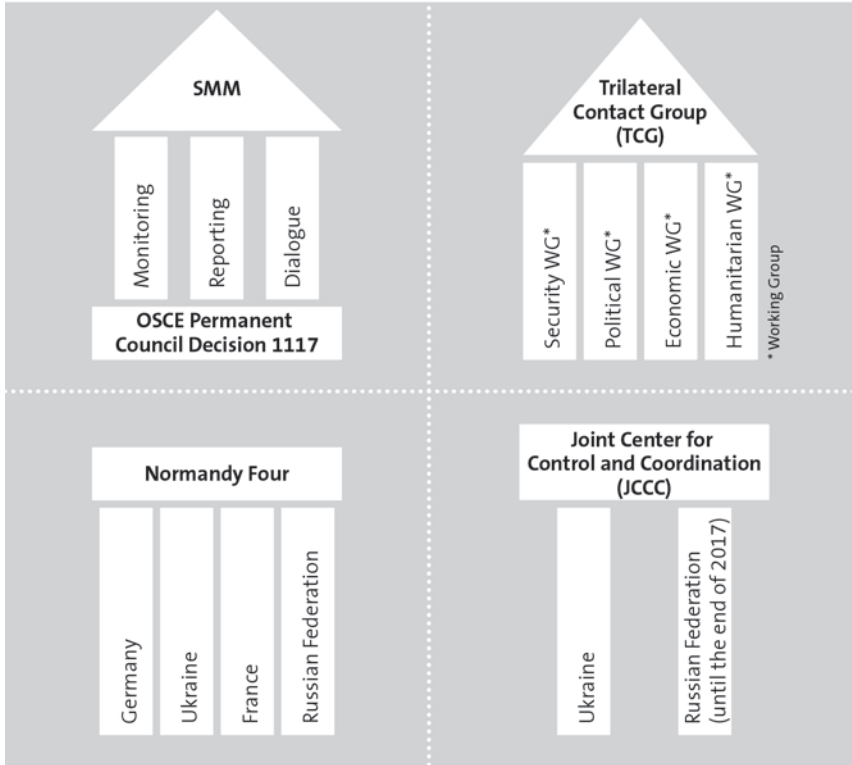 SMM
Monitoring
Reporting
Dialogue
OSCE Permanent
Council Decision 1117
Trilateral
Contact Group
(TCG)
Security WG*
Political WG*
Economic WG*
Humanitarian WG*
* Working Group
Normandy Four
Germany
Ukraine
France
Russian Federation
Joint Center for
Control and Coordination
(JCCC)
Ukraine
Russian Federation
(until the end of 2017)